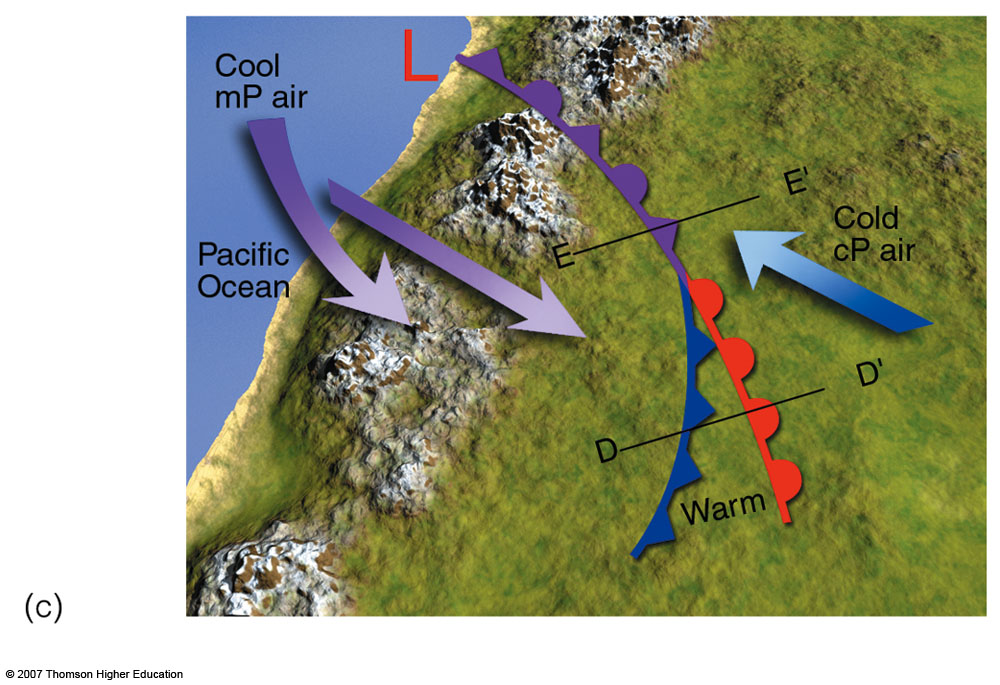 Cool
mP air
L
E'
Cold
cP air
E
Pacific
Ocean
D'
D
Warm
(c)
© 2007 Thomson Higher Education